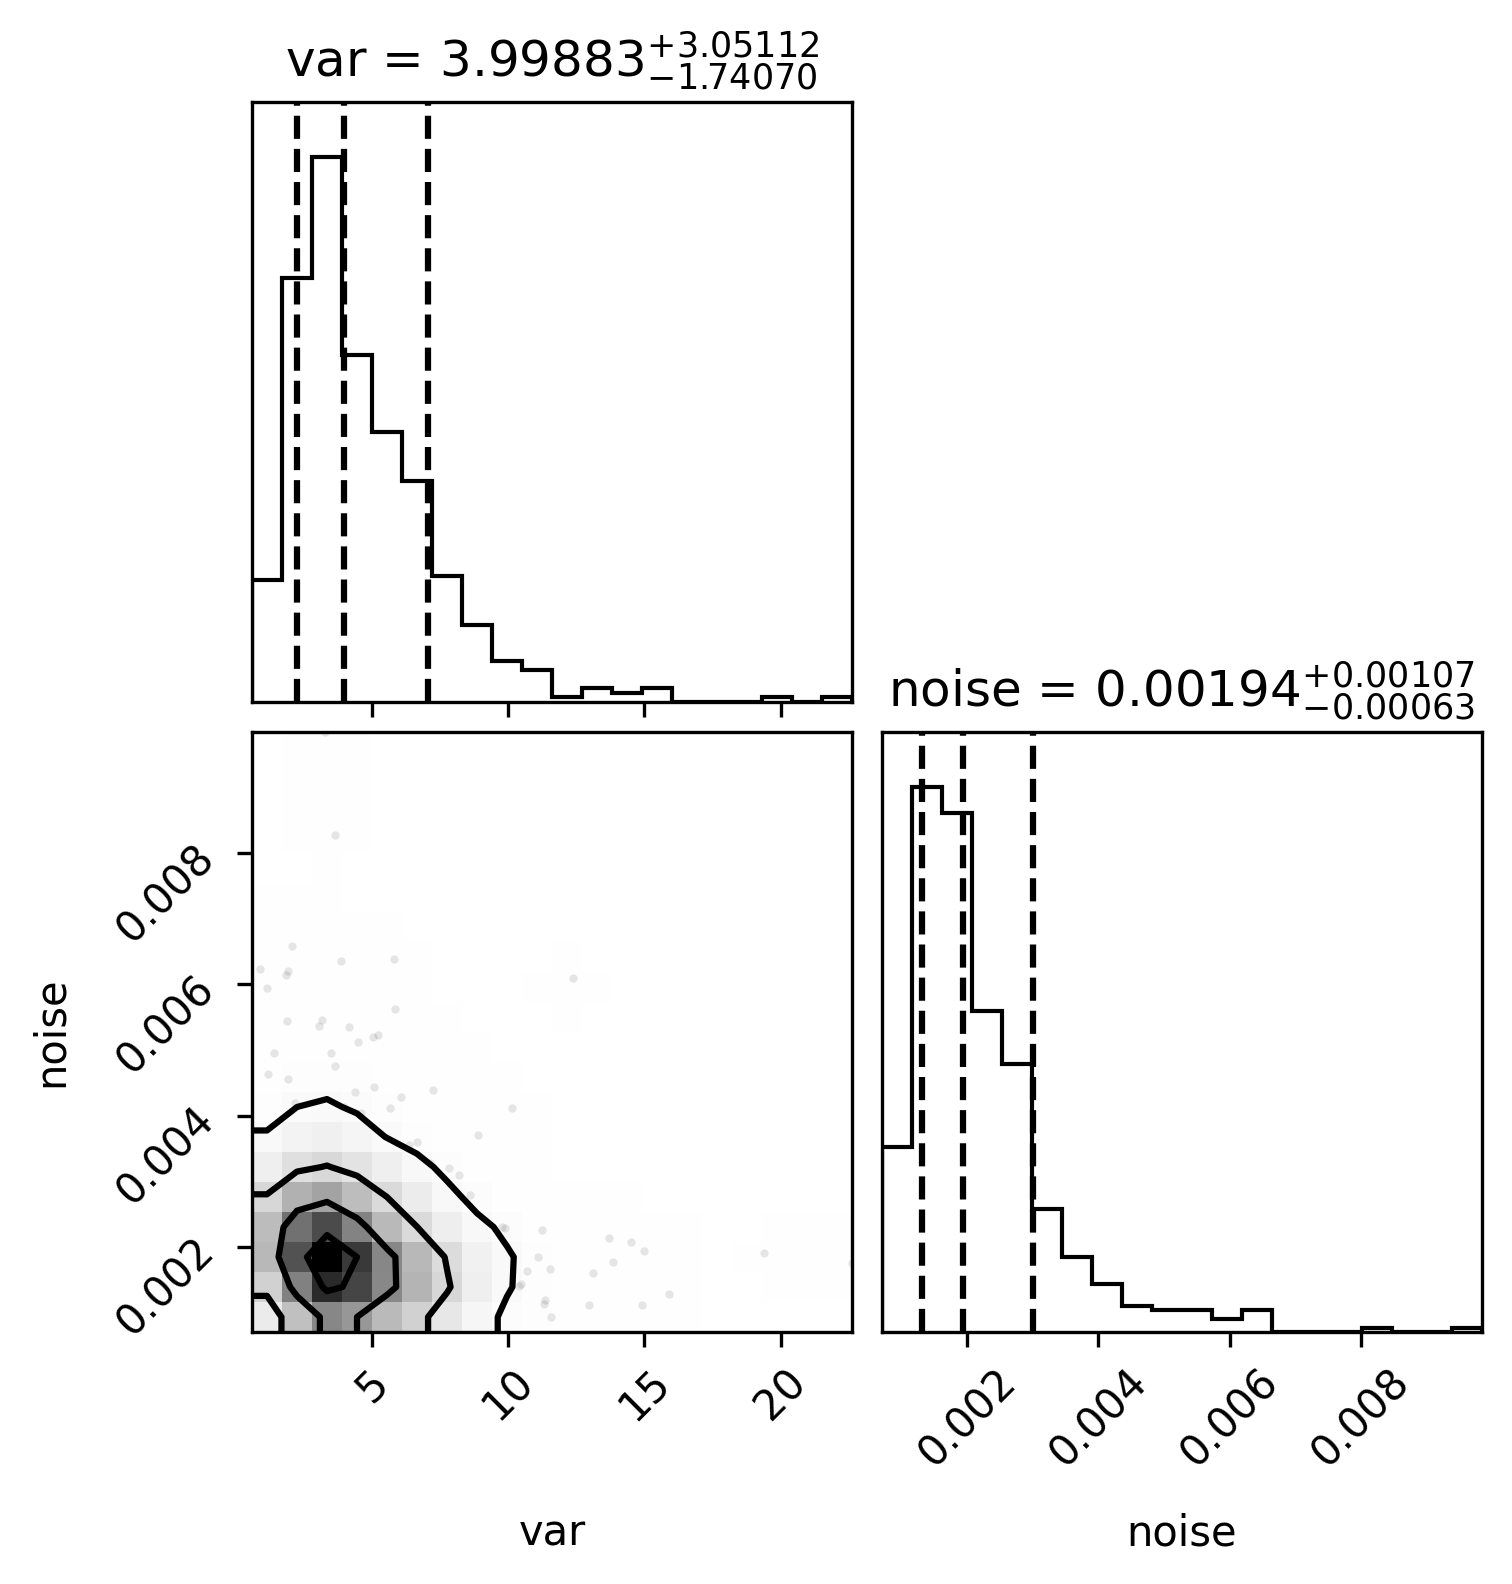 var = 3.99883+3.05112−1.74070
noise = 0.00194+0.00107−0.00063
noise
0.008
0.006
0.004
0.002
5 10 15 20
0.002 0.004 0.006 0.008
var
noise